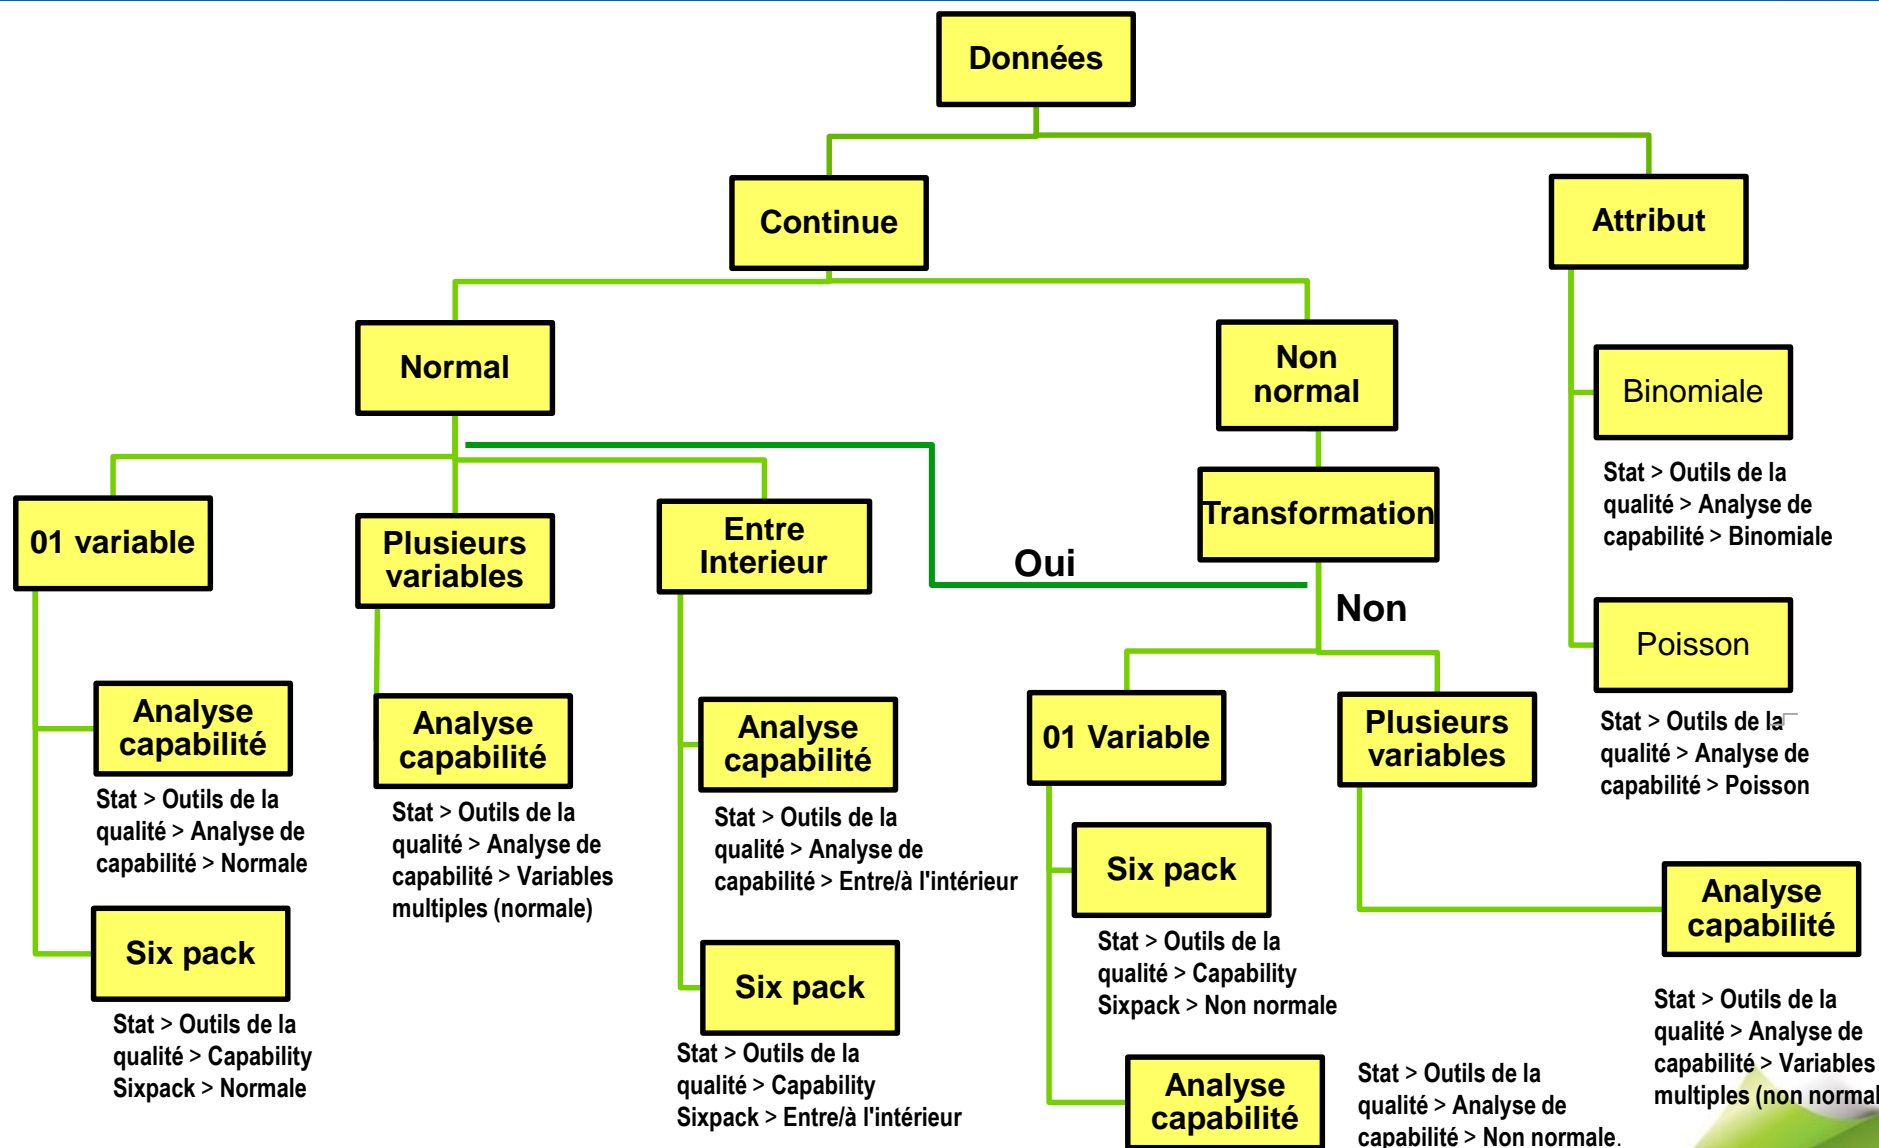 Données
Continue
Attribut
Normal
Non
normal
Binomiale
Stat > Outils de la
qualité > Analyse de
capabilité > Binomiale
01 variable
Plusieurs
variables
Entre
Interieur
Transformation
Oui
Non
Poisson
Stat > Outils de la
qualité > Analyse de
capabilité > Poisson
Analyse
capabilité
Stat > Outils de la
qualité > Analyse de
capabilité > Normale
Analyse
capabilité
Stat > Outils de la
qualité > Analyse de
capabilité > Variables
multiples (normale)
Analyse
capabilité
Stat > Outils de la
qualité > Analyse de
capabilité > Entre/à l'intérieur
01 Variable
Plusieurs
variables
Six pack
Stat > Outils de la
qualité > Capability
Sixpack > Normale
Six pack
Stat > Outils de la
qualité > Capability
Sixpack > Entre/à l'intérieur
Six pack
Stat > Outils de la
qualité > Capability
Sixpack > Non normale
Analyse
capabilité
Stat > Outils de la
qualité > Analyse de
capabilité > Non normale.
Analyse
capabilité
Stat > Outils de la
qualité > Analyse de
capabilité > Variables
multiples (non normal